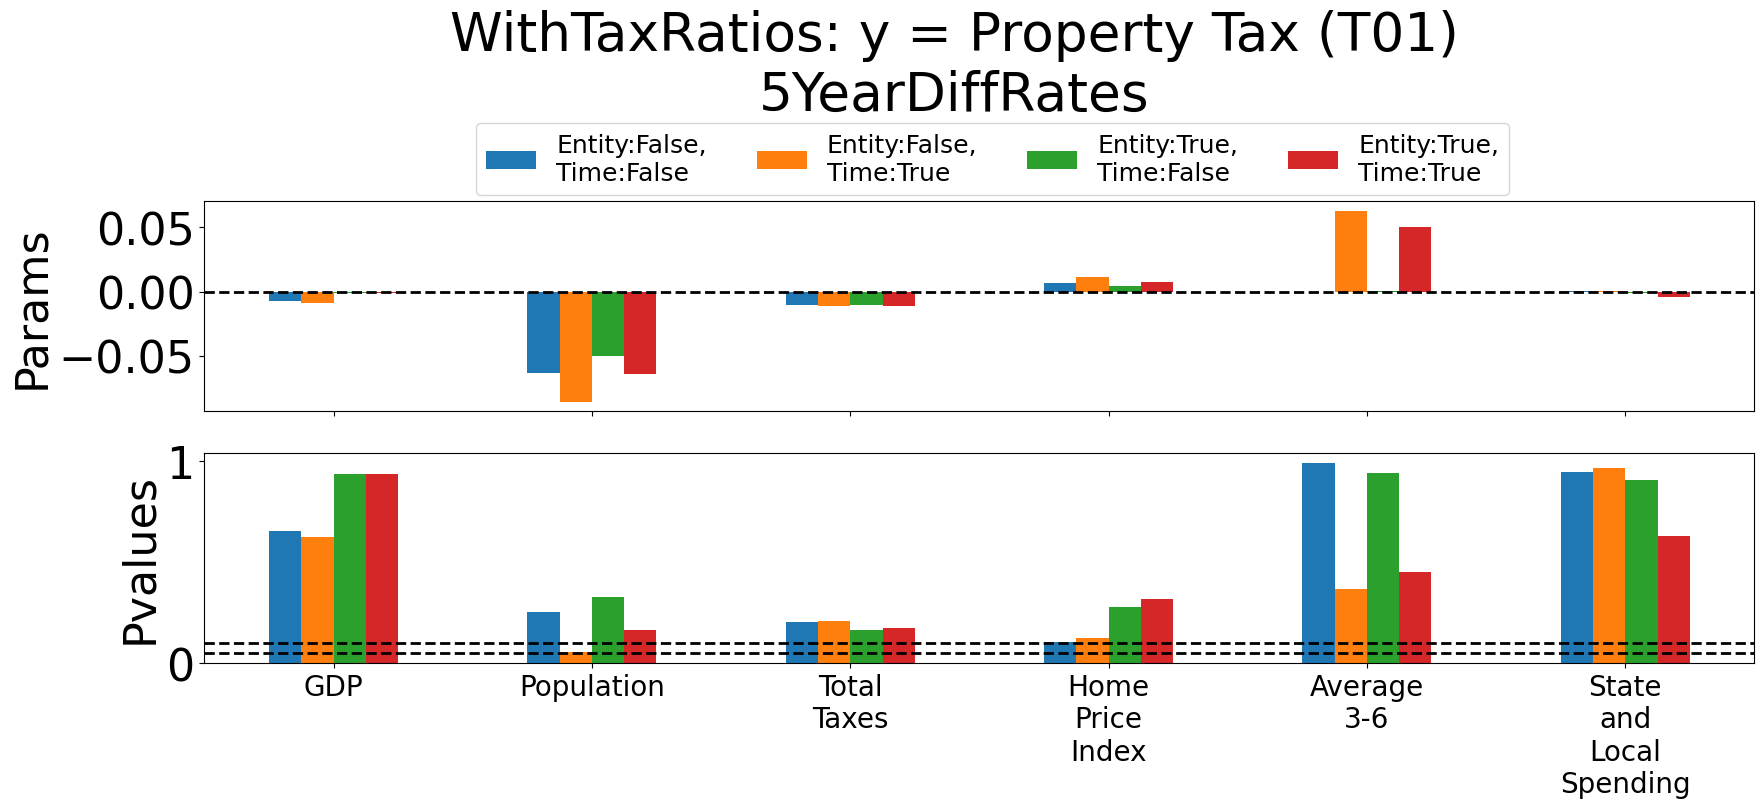 WithTaxRatios: y = Property Tax (T01)
5YearDiffRates
Entity:False,
Time:False
Entity:False,
Time:True
Entity:True,
Time:False
Entity:True,
Time:True
Params
0.05
0.00
−0.05
Pvalues
1
0
GDP
Population
Total
Taxes
Home
Price
Index
Average
3-6
State
and
Local
Spending